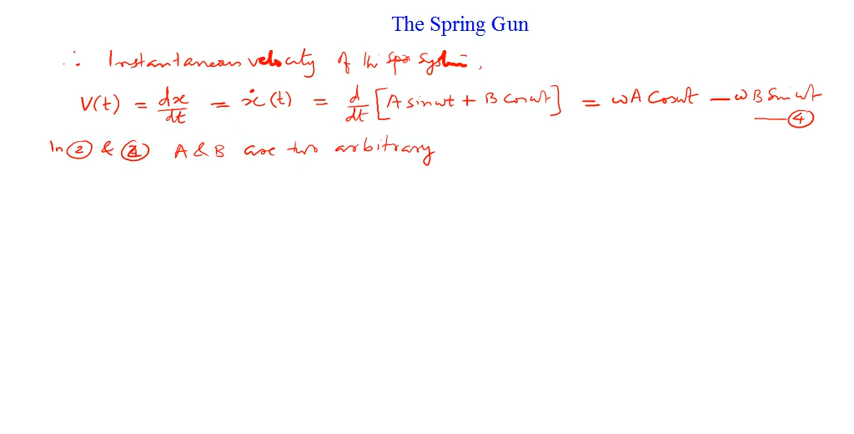 The Spring Gun
∴ Instantaneous velocity of the system,
V(t) = dx/dt = ẋ(t) = d/dt [A sinωt + B cosωt] = ωA Cosωt — ωB Sinωt
—④
In ② & ④ A & B are two arbitrary